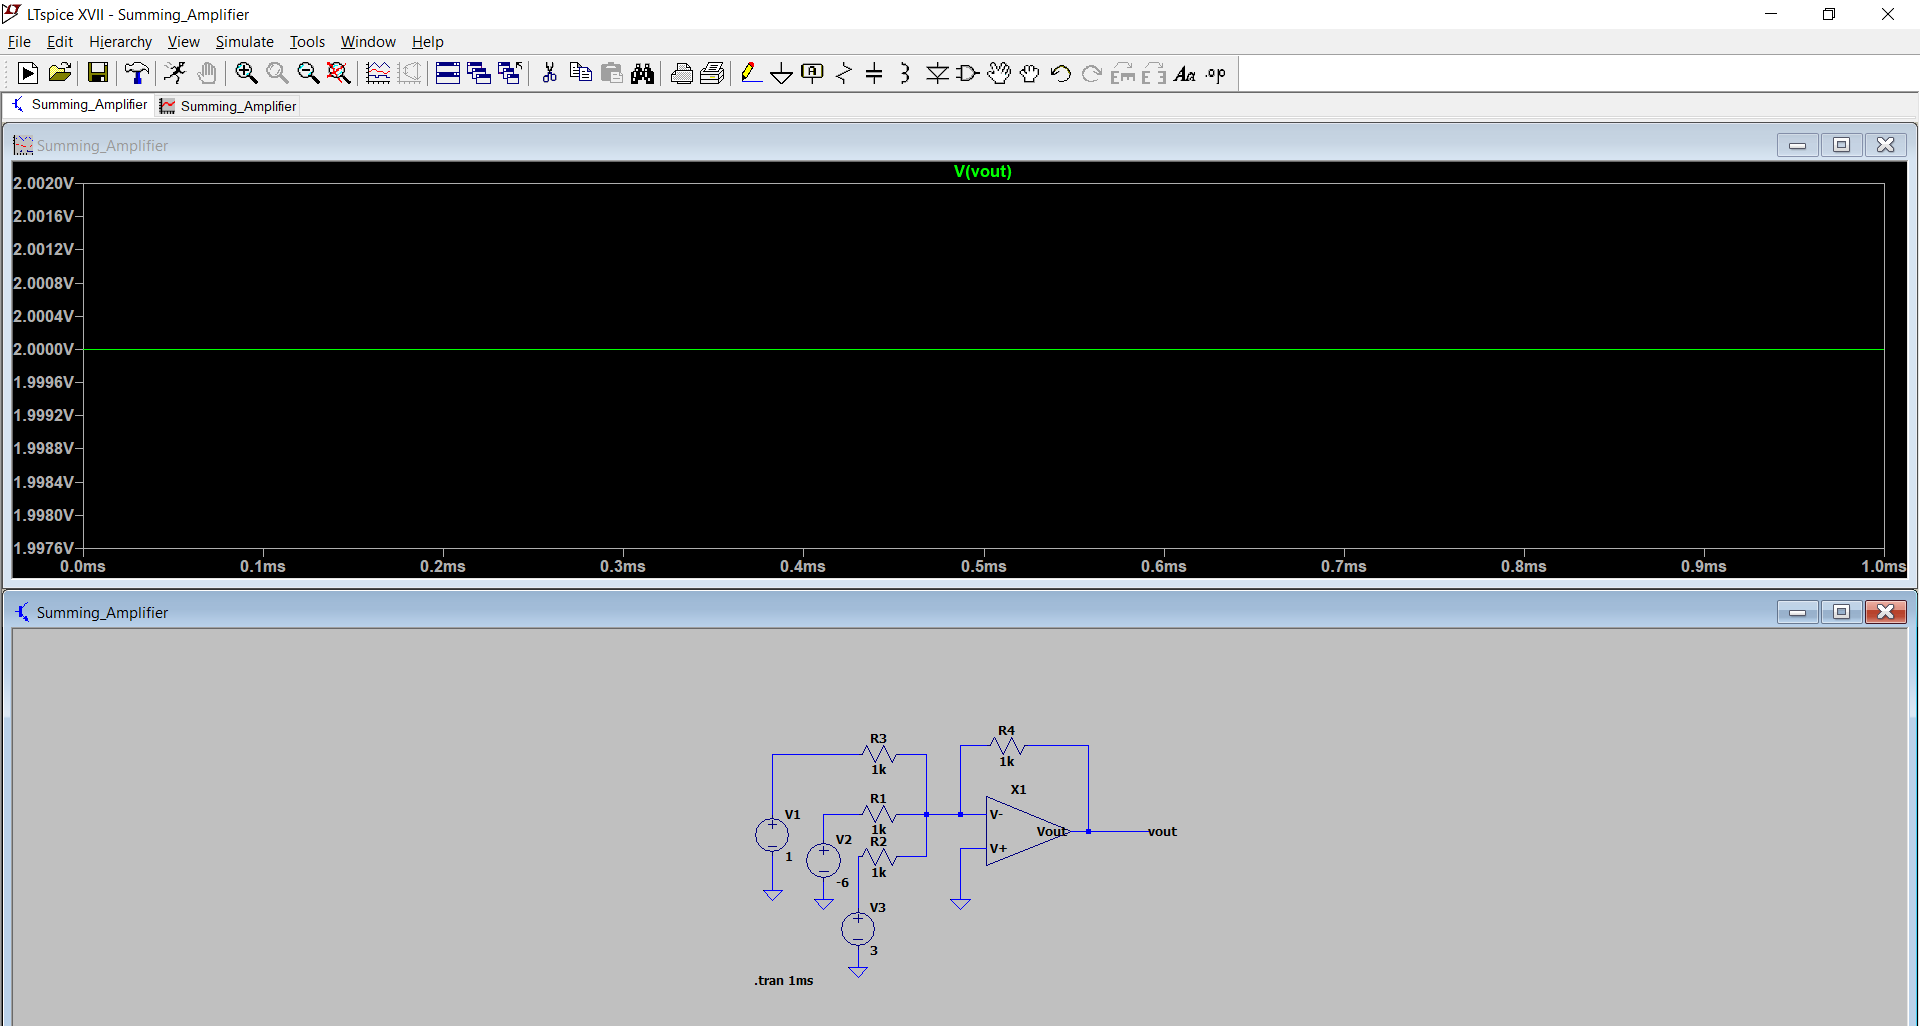 LTspice XVII - Summing_Amplifier
File Edit Hierarchy View Simulate Tools Window Help
A Aa .op
Summing_Amplifier Summing_Amplifier
Summing_Amplifier
V(vout)
2.0020V
2.0016V
2.0012V
2.0008V
2.0004V
2.0000V
1.9996V
1.9992V
1.9988V
1.9984V
1.9980V
1.9976V
0.0ms 0.1ms 0.2ms 0.3ms 0.4ms 0.5ms 0.6ms 0.7ms 0.8ms 0.9ms 1.0ms
Summing_Amplifier
R3
1k
R4
1k
X1
R1
1k
V1
1
V2
-6
R2
1k
V3
3
V-
V+
Vout
vout
.tran 1ms